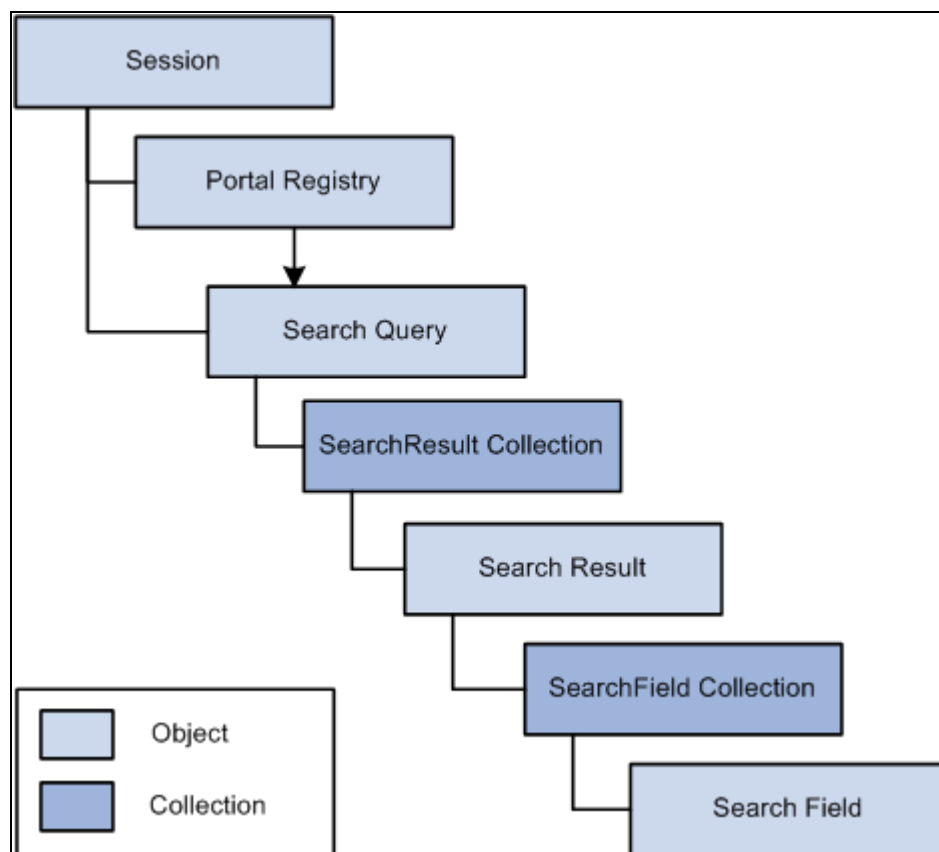 Session
Portal Registry
Search Query
SearchResult Collection
Search Result
SearchField Collection
Search Field
Object
Collection